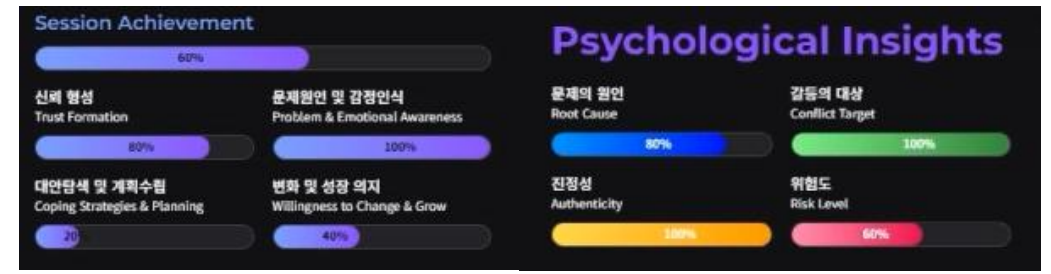 Session Achievement
60%
신뢰 형성
Trust Formation
80%
문제원인 및 감정인식
Problem & Emotional Awareness
100%
대안탐색 및 계획수립
Coping Strategies & Planning
20
변화 및 성장 의지
Willingness to Change & Grow
40%
Psychological Insights
문제의 원인
Root Cause
80%
갈등의 대상
Conflict Target
100%
진정성
Authenticity
100%
위험도
Risk Level
60%